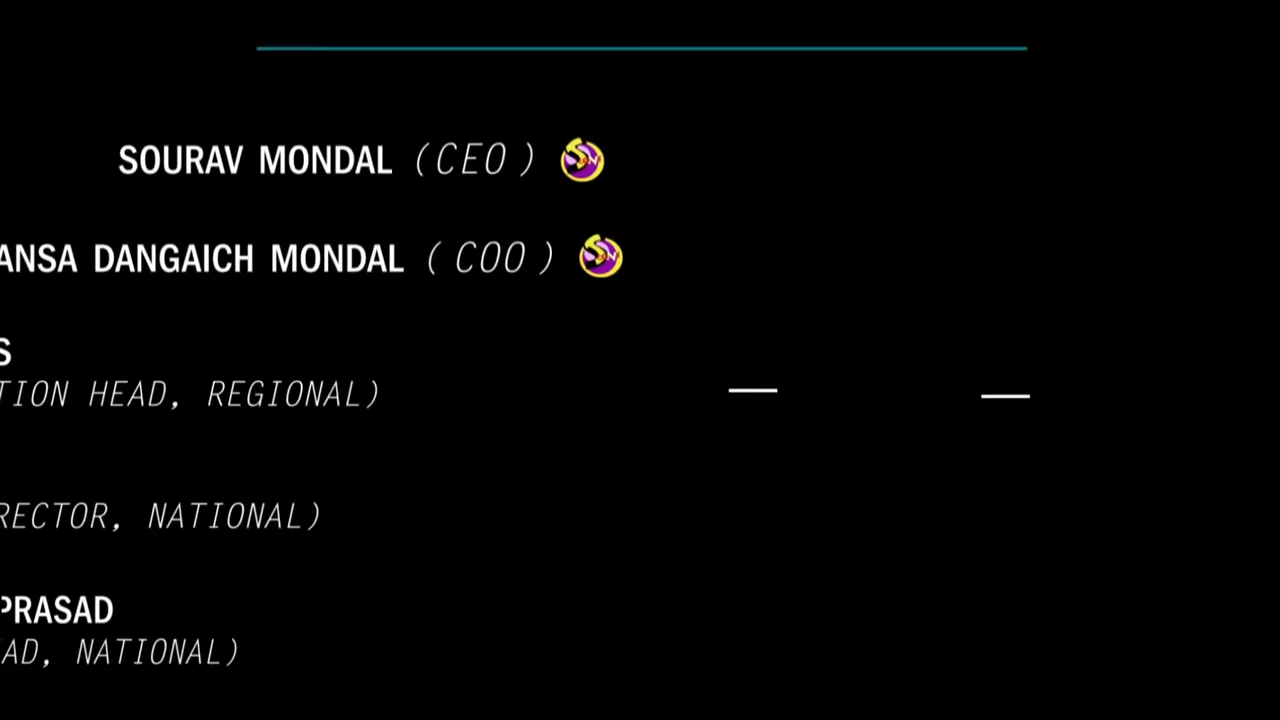 SOURAV MONDAL (CEO)
ANSA DANGAICH MONDAL (COO)
S
TION HEAD, REGIONAL)
RECTOR, NATIONAL)
PRASAD
AD, NATIONAL)